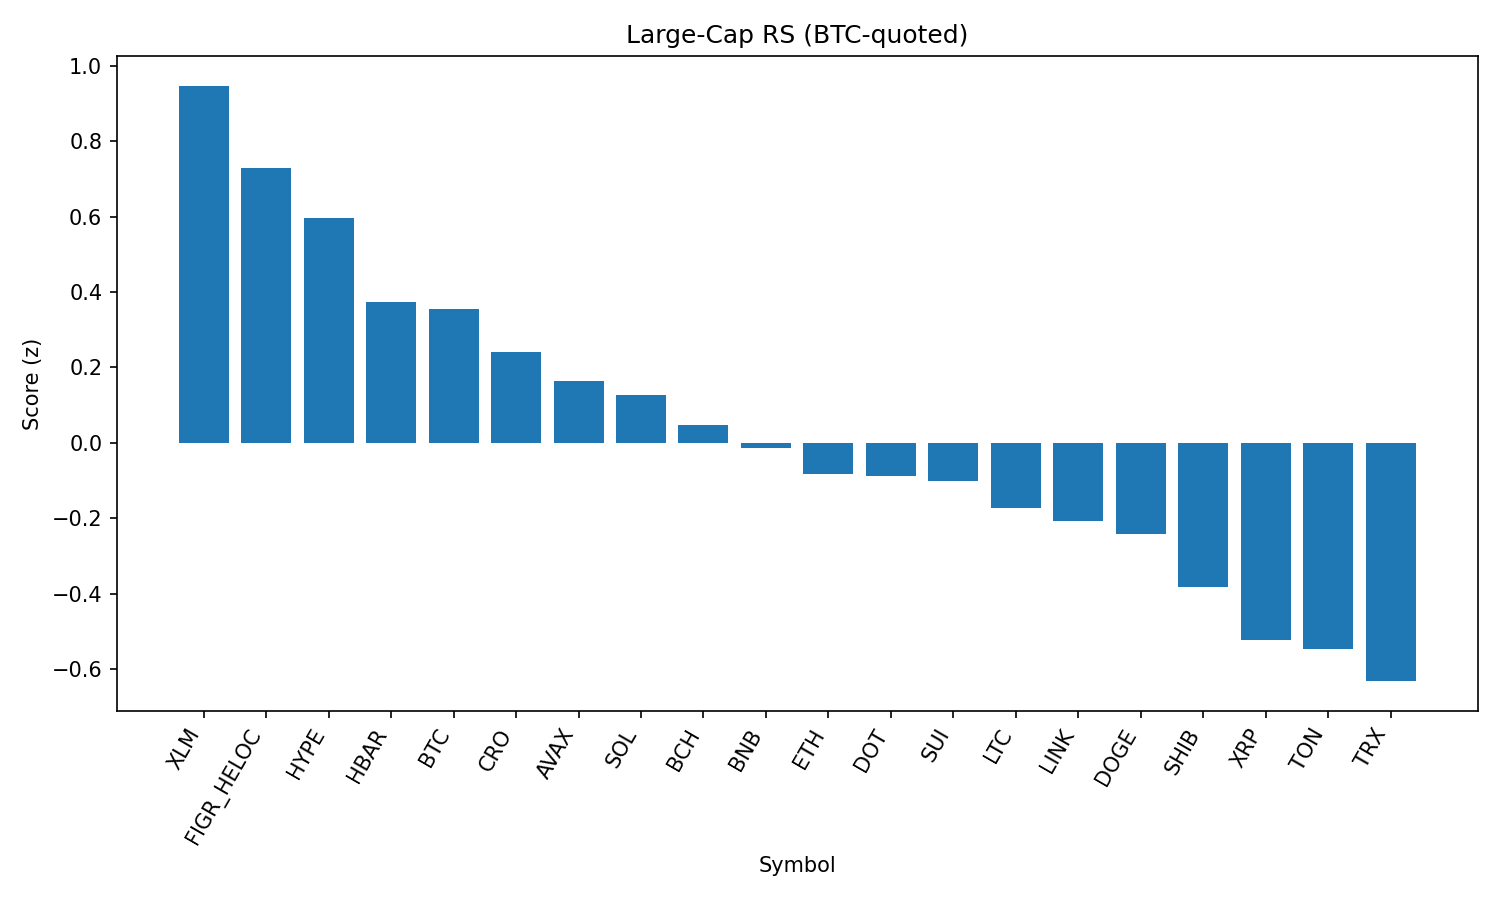 Large-Cap RS (BTC-quoted)
Score (z)
1.0
0.8
0.6
0.4
0.2
0.0
−0.2
−0.4
−0.6
XLM
FIGR_HELOC
HYPE
HBAR
BTC
CRO
AVAX
SOL
BCH
BNB
ETH
DOT
SUI
LTC
LINK
DOGE
SHIB
XRP
TON
TRX
Symbol